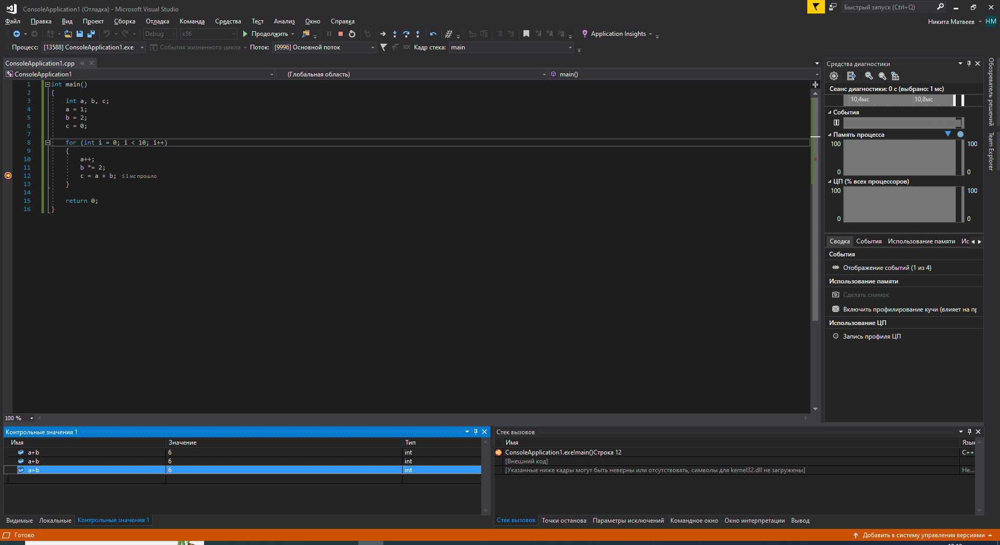 ConsoleApplication1 (Отладка) - Microsoft Visual Studio
Быстрый запуск (Ctrl+Q)
Файл Правка Вид Проект Сборка Отладка Команда Средства Тест Анализ Окно Справка
Никита Матвеев HM
Debug x86 Продолжить Application Insights
Процесс: [13588] ConsoleApplication1.exe События жизненного цикла Поток: [9996] Основной поток Кадр стека: main
ConsoleApplication1.cpp
ConsoleApplication1 (Глобальная область) main()
1 int main()
2 {
3 int a, b, c;
4 a = 1;
5 b = 2;
6 c = 0;
7
8 for (int i = 0; i < 10; i++)
9 {
10 a++;
11 b *= 2;
12 c = a + b; ≤1 мс прошло
13 }
14
15 return 0;
16 }
100 %
Средства диагностики
Сеанс диагностики: 0 с (выбрано: 1 мс)
10,4мс 10,8мс
События
Память процесса
100 100
0 0
ЦП (% всех процессоров)
100 100
0 0
Сводка События Использование памяти Ис
События
Отображение событий (1 из 4)
Использование памяти
Сделать снимок
Включить профилирование кучи (влияет на пр
Использование ЦП
Запись профиля ЦП
Обозреватель решений
Team Explorer
Контрольные значения 1
Имя Значение Тип
a+b 6 int
a+b 6 int
a+b 6 int
Видимые Локальные Контрольные значения 1
Стек вызовов
Имя Язык
ConsoleApplication1.exe!main()Строка 12 C++
[Внешний код]
[Указанные ниже кадры могут быть неверны или отсутствовать, символы для kernel32.dll не загружены] Не...
Стек вызовов Точки останова Параметры исключений Командное окно Окно интерпретации Вывод
Готово
Добавить в систему управления версиями